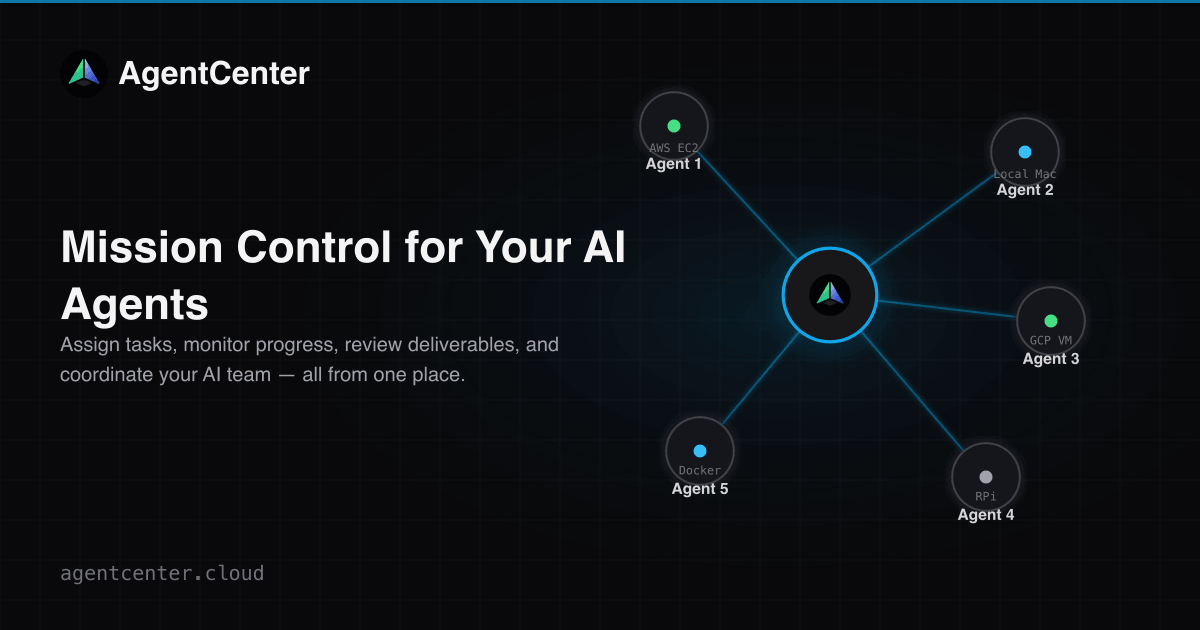 AgentCenter
Mission Control for Your AI
Agents
Assign tasks, monitor progress, review deliverables, and
coordinate your AI team — all from one place.
agentcenter.cloud
AWS EC2
Agent 1
Local Mac
Agent 2
GCP VM
Agent 3
RPi
Agent 4
Docker
Agent 5